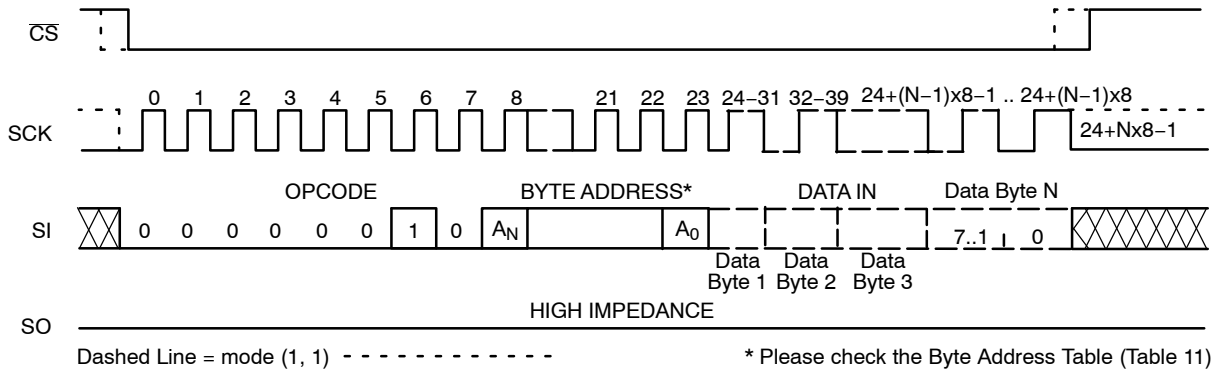 CS
0 1 2 3 4 5 6 7 8 21 22 23 24−31 32−39 24+(N−1)x8−1 .. 24+(N−1)x8
SCK
24+Nx8−1
OPCODE BYTE ADDRESS* DATA IN Data Byte N
SI 0 0 0 0 0 0 1 0 AN A0 7..1 0
Data Byte 1 Data Byte 2 Data Byte 3
HIGH IMPEDANCE
SO
Dashed Line = mode (1, 1) * Please check the Byte Address Table (Table 11)